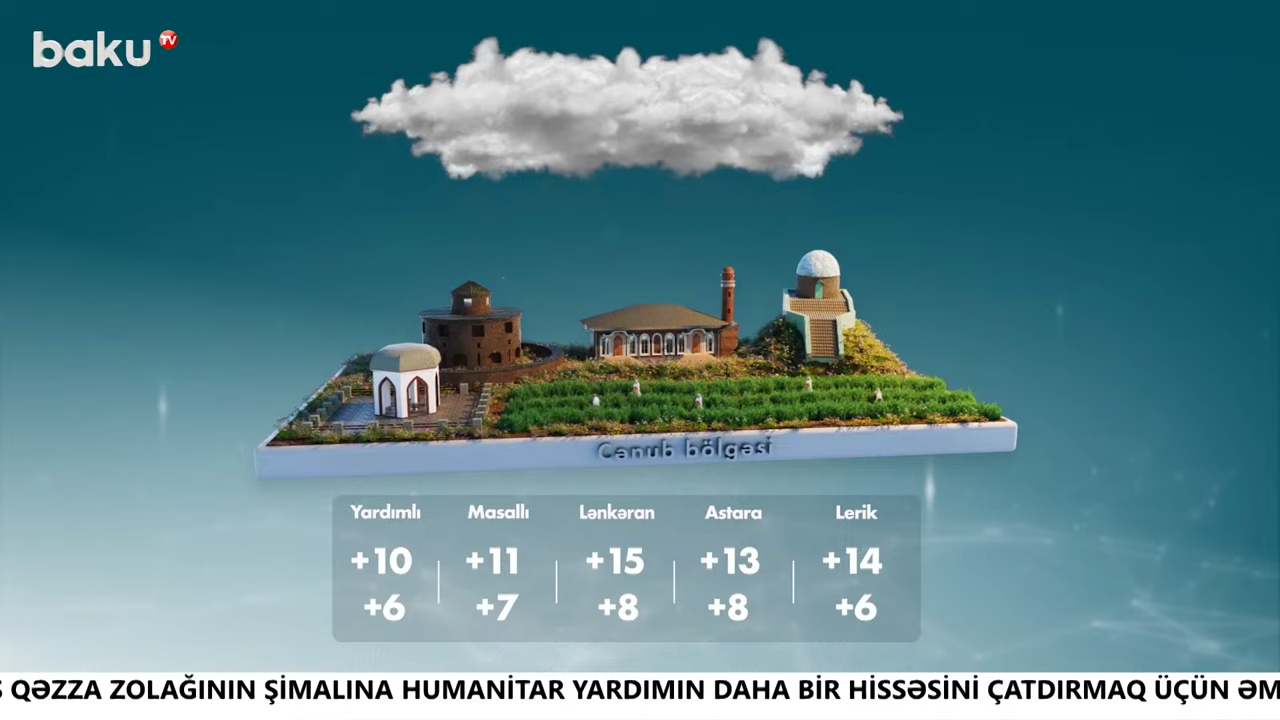 baku TV
Cənub bölgəsi
Yardımlı Masallı Lənkəran Astara Lerik
+10 +11 +15 +13 +14
+6 +7 +8 +8 +6
QƏZZA ZOLAĞININ ŞİMALINA HUMANİTAR YARDIMIN DAHA BİR HİSSƏSİNİ ÇATDIRMAQ ÜÇÜN